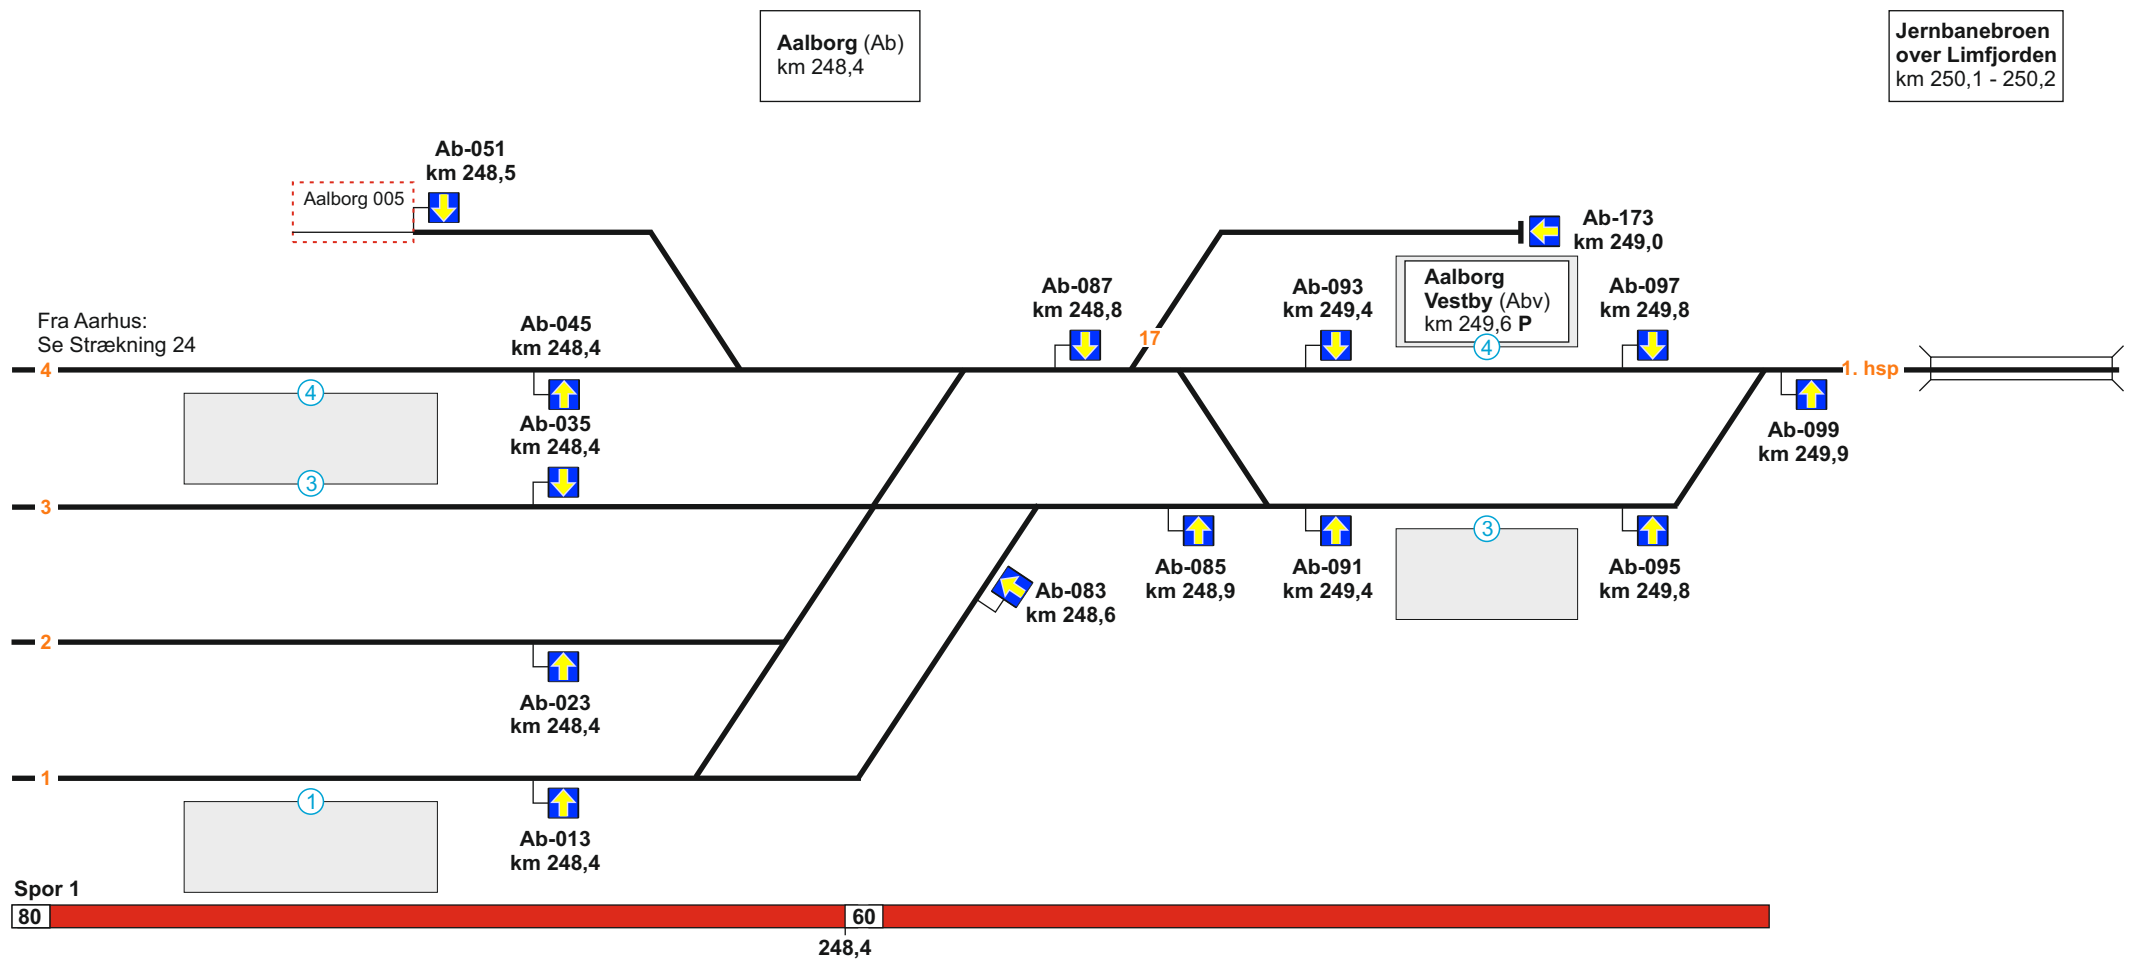 Aalborg (Ab)
km 248,4
Jernbanebroen
over Limfjorden
km 250,1 - 250,2
Ab-051
km 248,5
Aalborg 005
Ab-173
km 249,0
Fra Aarhus:
Se Strækning 24
Ab-045
km 248,4
Ab-087
km 248,8
17
Ab-093
km 249,4
Aalborg
Vestby (Abv)
km 249,6 P
4
Ab-097
km 249,8
4
1. hsp
4
Ab-035
km 248,4
Ab-099
km 249,9
3
3
3
Ab-083
km 248,6
Ab-085
km 248,9
Ab-091
km 249,4
Ab-095
km 249,8
2
Ab-023
km 248,4
1
1
Ab-013
km 248,4
Spor 1
80
60
248,4